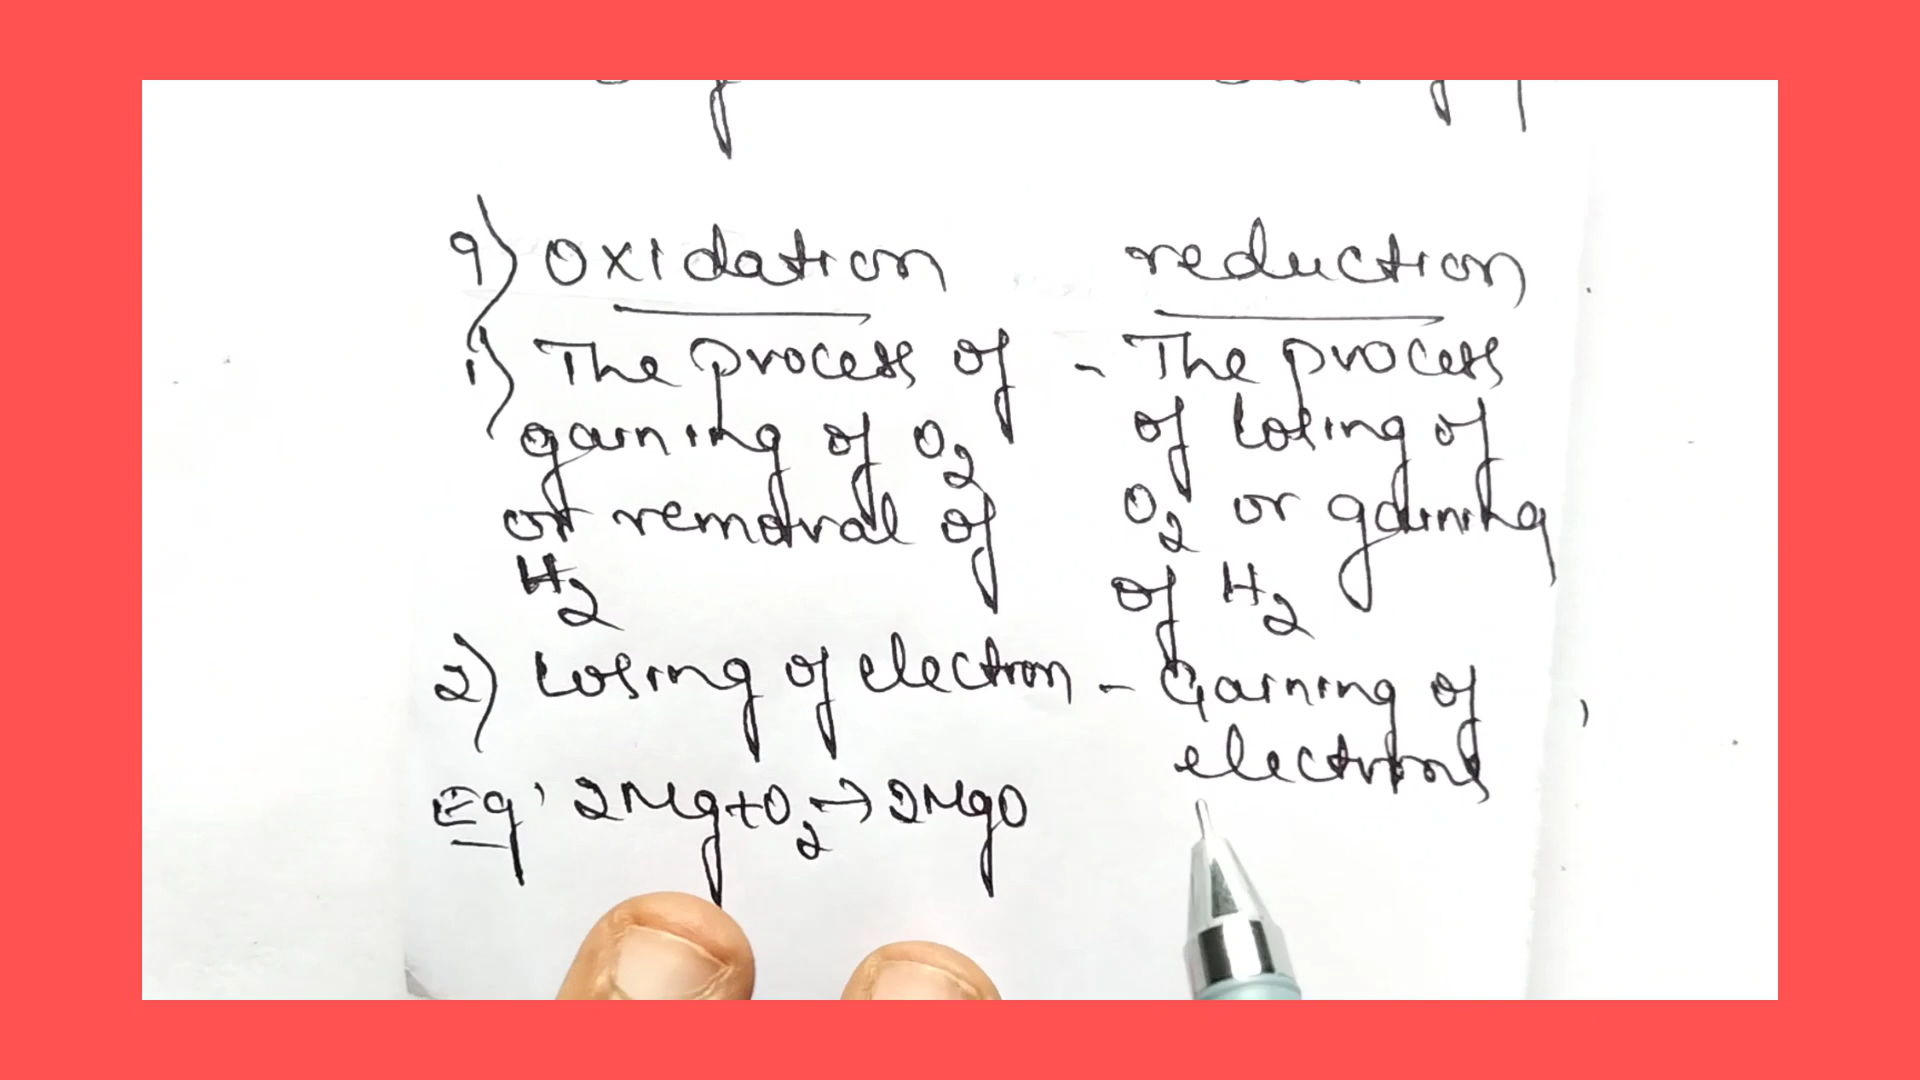 9) Oxidation reduction
1) The process of - The process
gaining of O2 of losing of
or removal of O2 or gaining
H2 of H2
2) Losing of electron - Gaining of
electrons
Eg' 2Mg+O2→2MgO